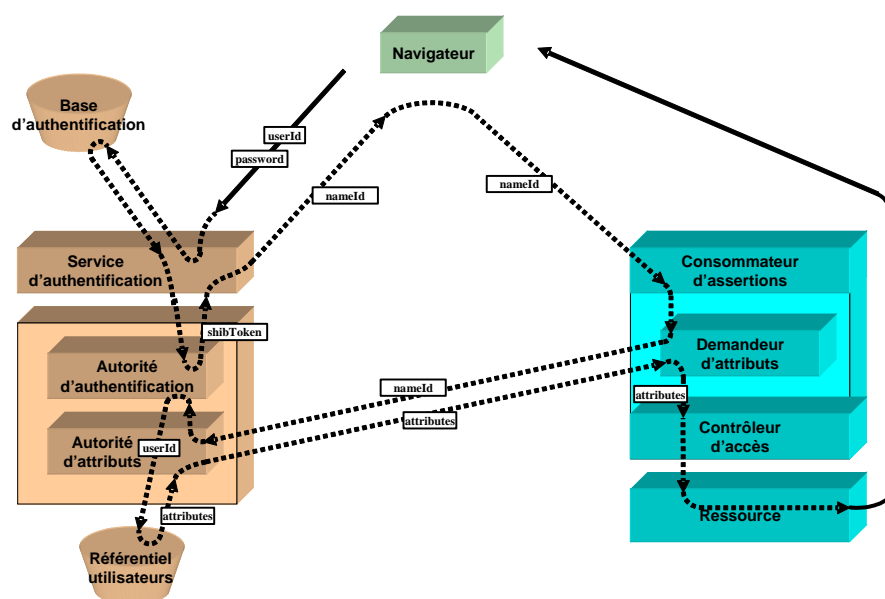 Navigateur
Base
d'authentification
userId
password
nameId
nameId
Service
d'authentification
Consommateur
d'assertions
shibToken
Demandeur
d'attributs
Autorité
d'authentification
nameId
attributes
attributes
Autorité
d'attributs
userId
Contrôleur
d'accès
attributes
Ressource
Référentiel
utilisateurs